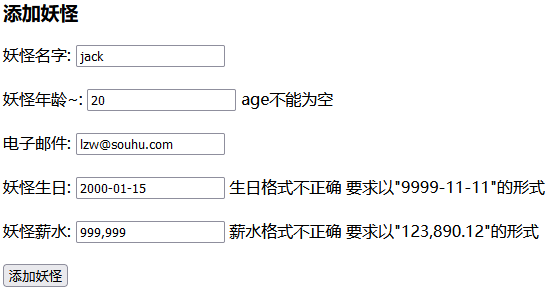 添加妖怪
妖怪名字: jack
妖怪年龄~: 20 age不能为空
电子邮件: lzw@souhu.com
妖怪生日: 2000-01-15 生日格式不正确 要求以"9999-11-11"的形式
妖怪薪水: 999,999 薪水格式不正确 要求以"123,890.12"的形式
添加妖怪